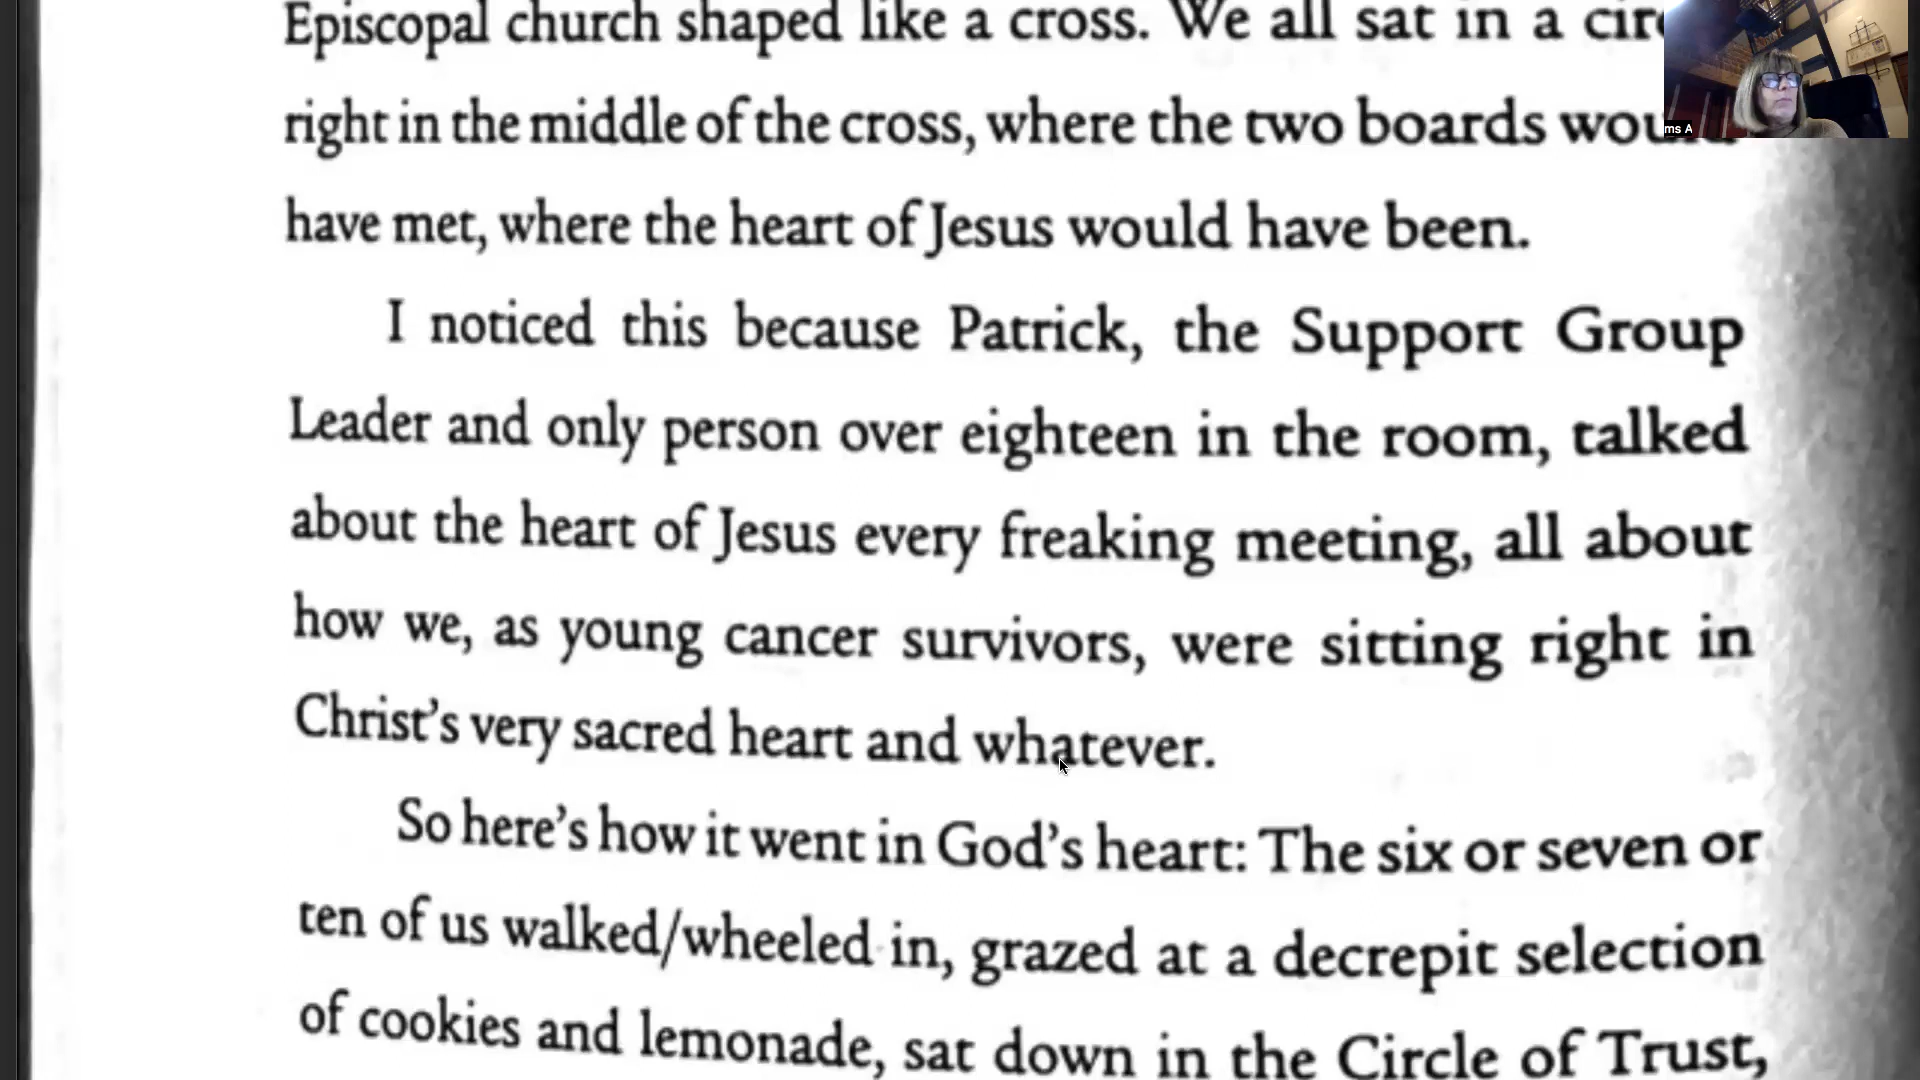 Episcopal church shaped like a cross. We all sat in a
right in the middle of the cross, where the two boards
have met, where the heart of Jesus would have been.
I noticed this because Patrick, the Support Group
Leader and only person over eighteen in the room, talked
about the heart of Jesus every freaking meeting, all about
how we, as young cancer survivors, were sitting right in
Christ's very sacred heart and whatever.
So here's how it went in God's heart: The six or seven or
ten of us walked/wheeled in, grazed at a decrepit selection
of cookies and lemonade, sat down in the Circle of Trust,
ms A